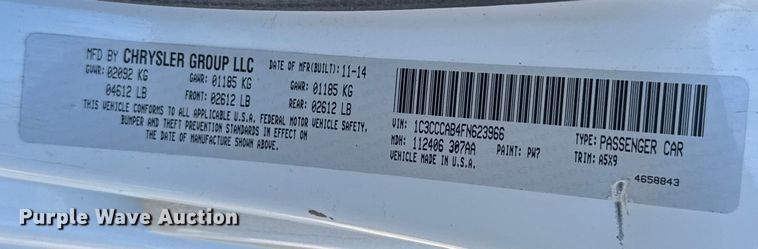 MFD BY CHRYSLER GROUP LLC DATE OF MFR(BUILT): 11-14
GVWR: 02092 KG GAWR: 01185 KG GAWR: 01185 KG
04612 LB FRONT: 02612 LB REAR: 02612 LB
THIS VEHICLE CONFORMS TO ALL APPLICABLE U.S.A. FEDERAL MOTOR VEHICLE SAFETY,
BUMPER AND THEFT PREVENTION STANDARDS IN EFFECT ON
THE DATE OF MANUFACTURE SHOWN ABOVE.
VIN: 1C3CCCAB4FN623966 TYPE: PASSENGER CAR
MDH: 112406 307AA PAINT: PW7 TRIM: A5X9
VEHICLE MADE IN U.S.A.
4658843
Purple Wave Auction